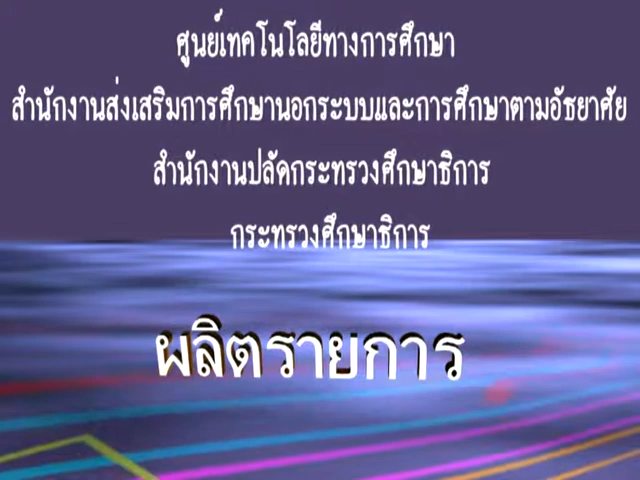 ศูนย์เทคโนโลยีทางการศึกษา
สำนักงานส่งเสริมการศึกษานอกระบบและการศึกษาตามอัธยาศัย
สำนักงานปลัดกระทรวงศึกษาธิการ
กระทรวงศึกษาธิการ
ผลิตรายการ